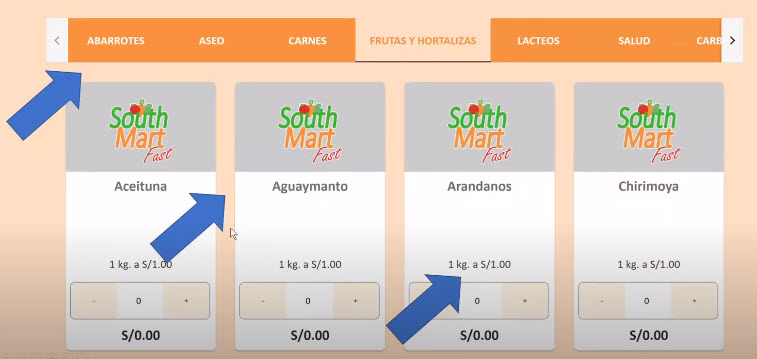 ABARROTES ASEO CARNES FRUTAS Y HORTALIZAS LACTEOS SALUD CARB
South South South South
Mart Mart Mart Mart
Fast Fast Fast Fast
Aceituna Aguaymanto Arandanos Chirimoya
1 kg. a S/1.00 1 kg. a S/1.00 1 kg. a S/1.00 1 kg. a S/1.00
- 0 + - 0 + 0 + - 0 +
S/0.00 S/0.00 S/0.00 S/0.00